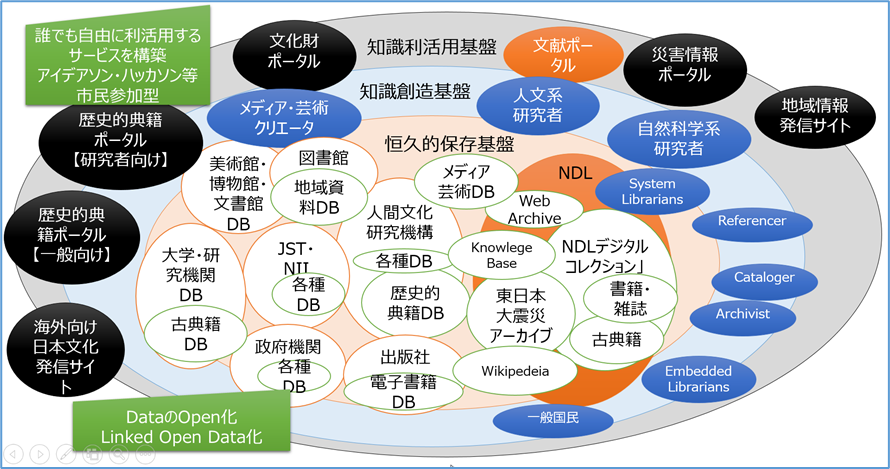 誰でも自由に利活用する
サービスを構築
アイデアソン・ハッカソン等
市民参加型
文化財
ポータル
知識利活用基盤
文献ポー
タル
災害情報
ポータル
地域情報
発信サイト
知識創造基盤
メディア・芸術
クリエータ
人文系
研究者
自然科学系
研究者
歴史的典籍
ポータル
【研究者向け】
恒久的保存基盤
美術館・
博物館・
文書館
DB
図書館
地域資
料DB
メディア
芸術DB
NDL
System
Librarians
人間文化
研究機構
各種DB
歴史的
典籍DB
Web
Archive
Knowlege
Base
NDLデジタル
コレクション」
書籍・
雑誌
古典籍
Referencer
歴史的典
籍ポータル
【一般向け】
大学・研
究機関
DB
古典籍
DB
JST・
NII
各種
DB
東日本
大震災
アーカイブ
Cataloger
Archivist
海外向け
日本文化
発信サイ
ト
政府機関
各種
DB
出版社
電子書籍
DB
Wikipedeia
Embedded
Librarians
一般国民
DataのOpen化
Linked Open Data化